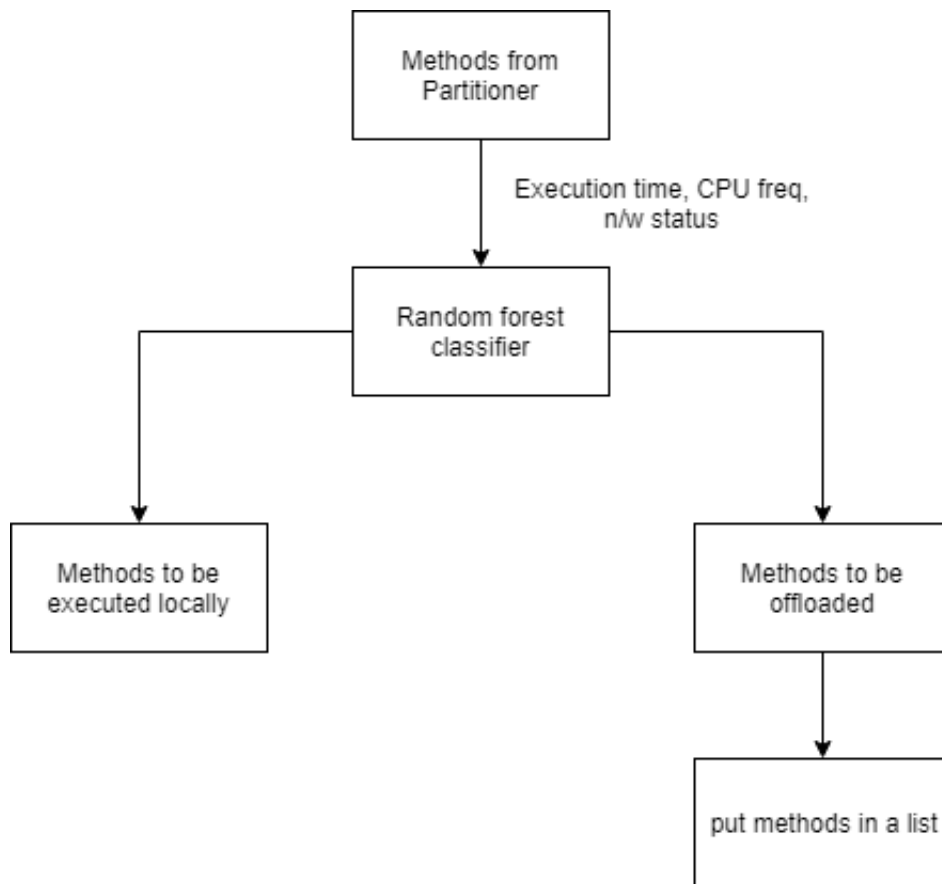 Methods from
Partitioner
Execution time, CPU freq,
n/w status
Random forest
classifier
Methods to be
executed locally
Methods to be
offloaded
put methods in a list